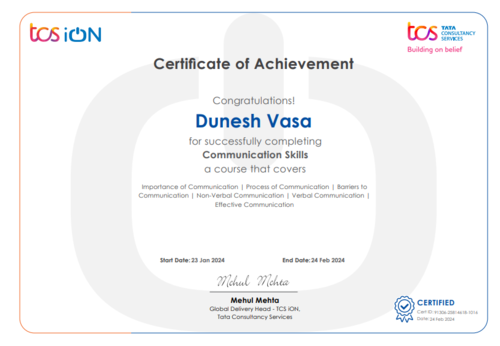 tcs iON
tcs TATA
CONSULTANCY
SERVICES
Building on belief
Certificate of Achievement
Congratulations!
Dunesh Vasa
for successfully completing
Communication Skills
a course that covers
Importance of Communication | Process of Communication | Barriers to
Communication | Non-Verbal Communication | Verbal Communication |
Effective Communication
Start Date: 23 Jan 2024 End Date: 24 Feb 2024
Mehul Mehta
Mehul Mehta
Global Delivery Head - TCS iON,
Tata Consultancy Services
CERTIFIED
Cert ID:
Date: 24 Feb 2024